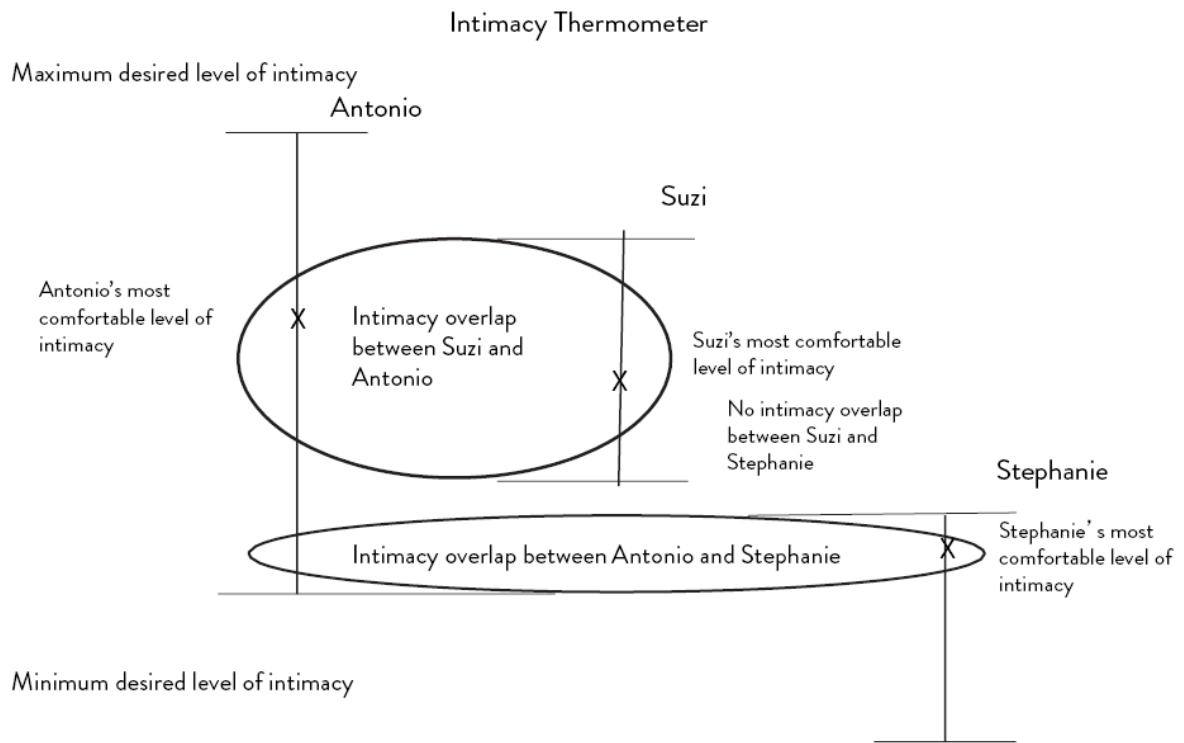 Intimacy Thermometer
Maximum desired level of intimacy
Antonio
Suzi
Antonio's most
comfortable level of
intimacy
X
Intimacy overlap
between Suzi and
Antonio
X
Suzi's most comfortable
level of intimacy
No intimacy overlap
between Suzi and
Stephanie
Stephanie
Intimacy overlap between Antonio and Stephanie
X
Stephanie' s most
comfortable level of
intimacy
Minimum desired level of intimacy